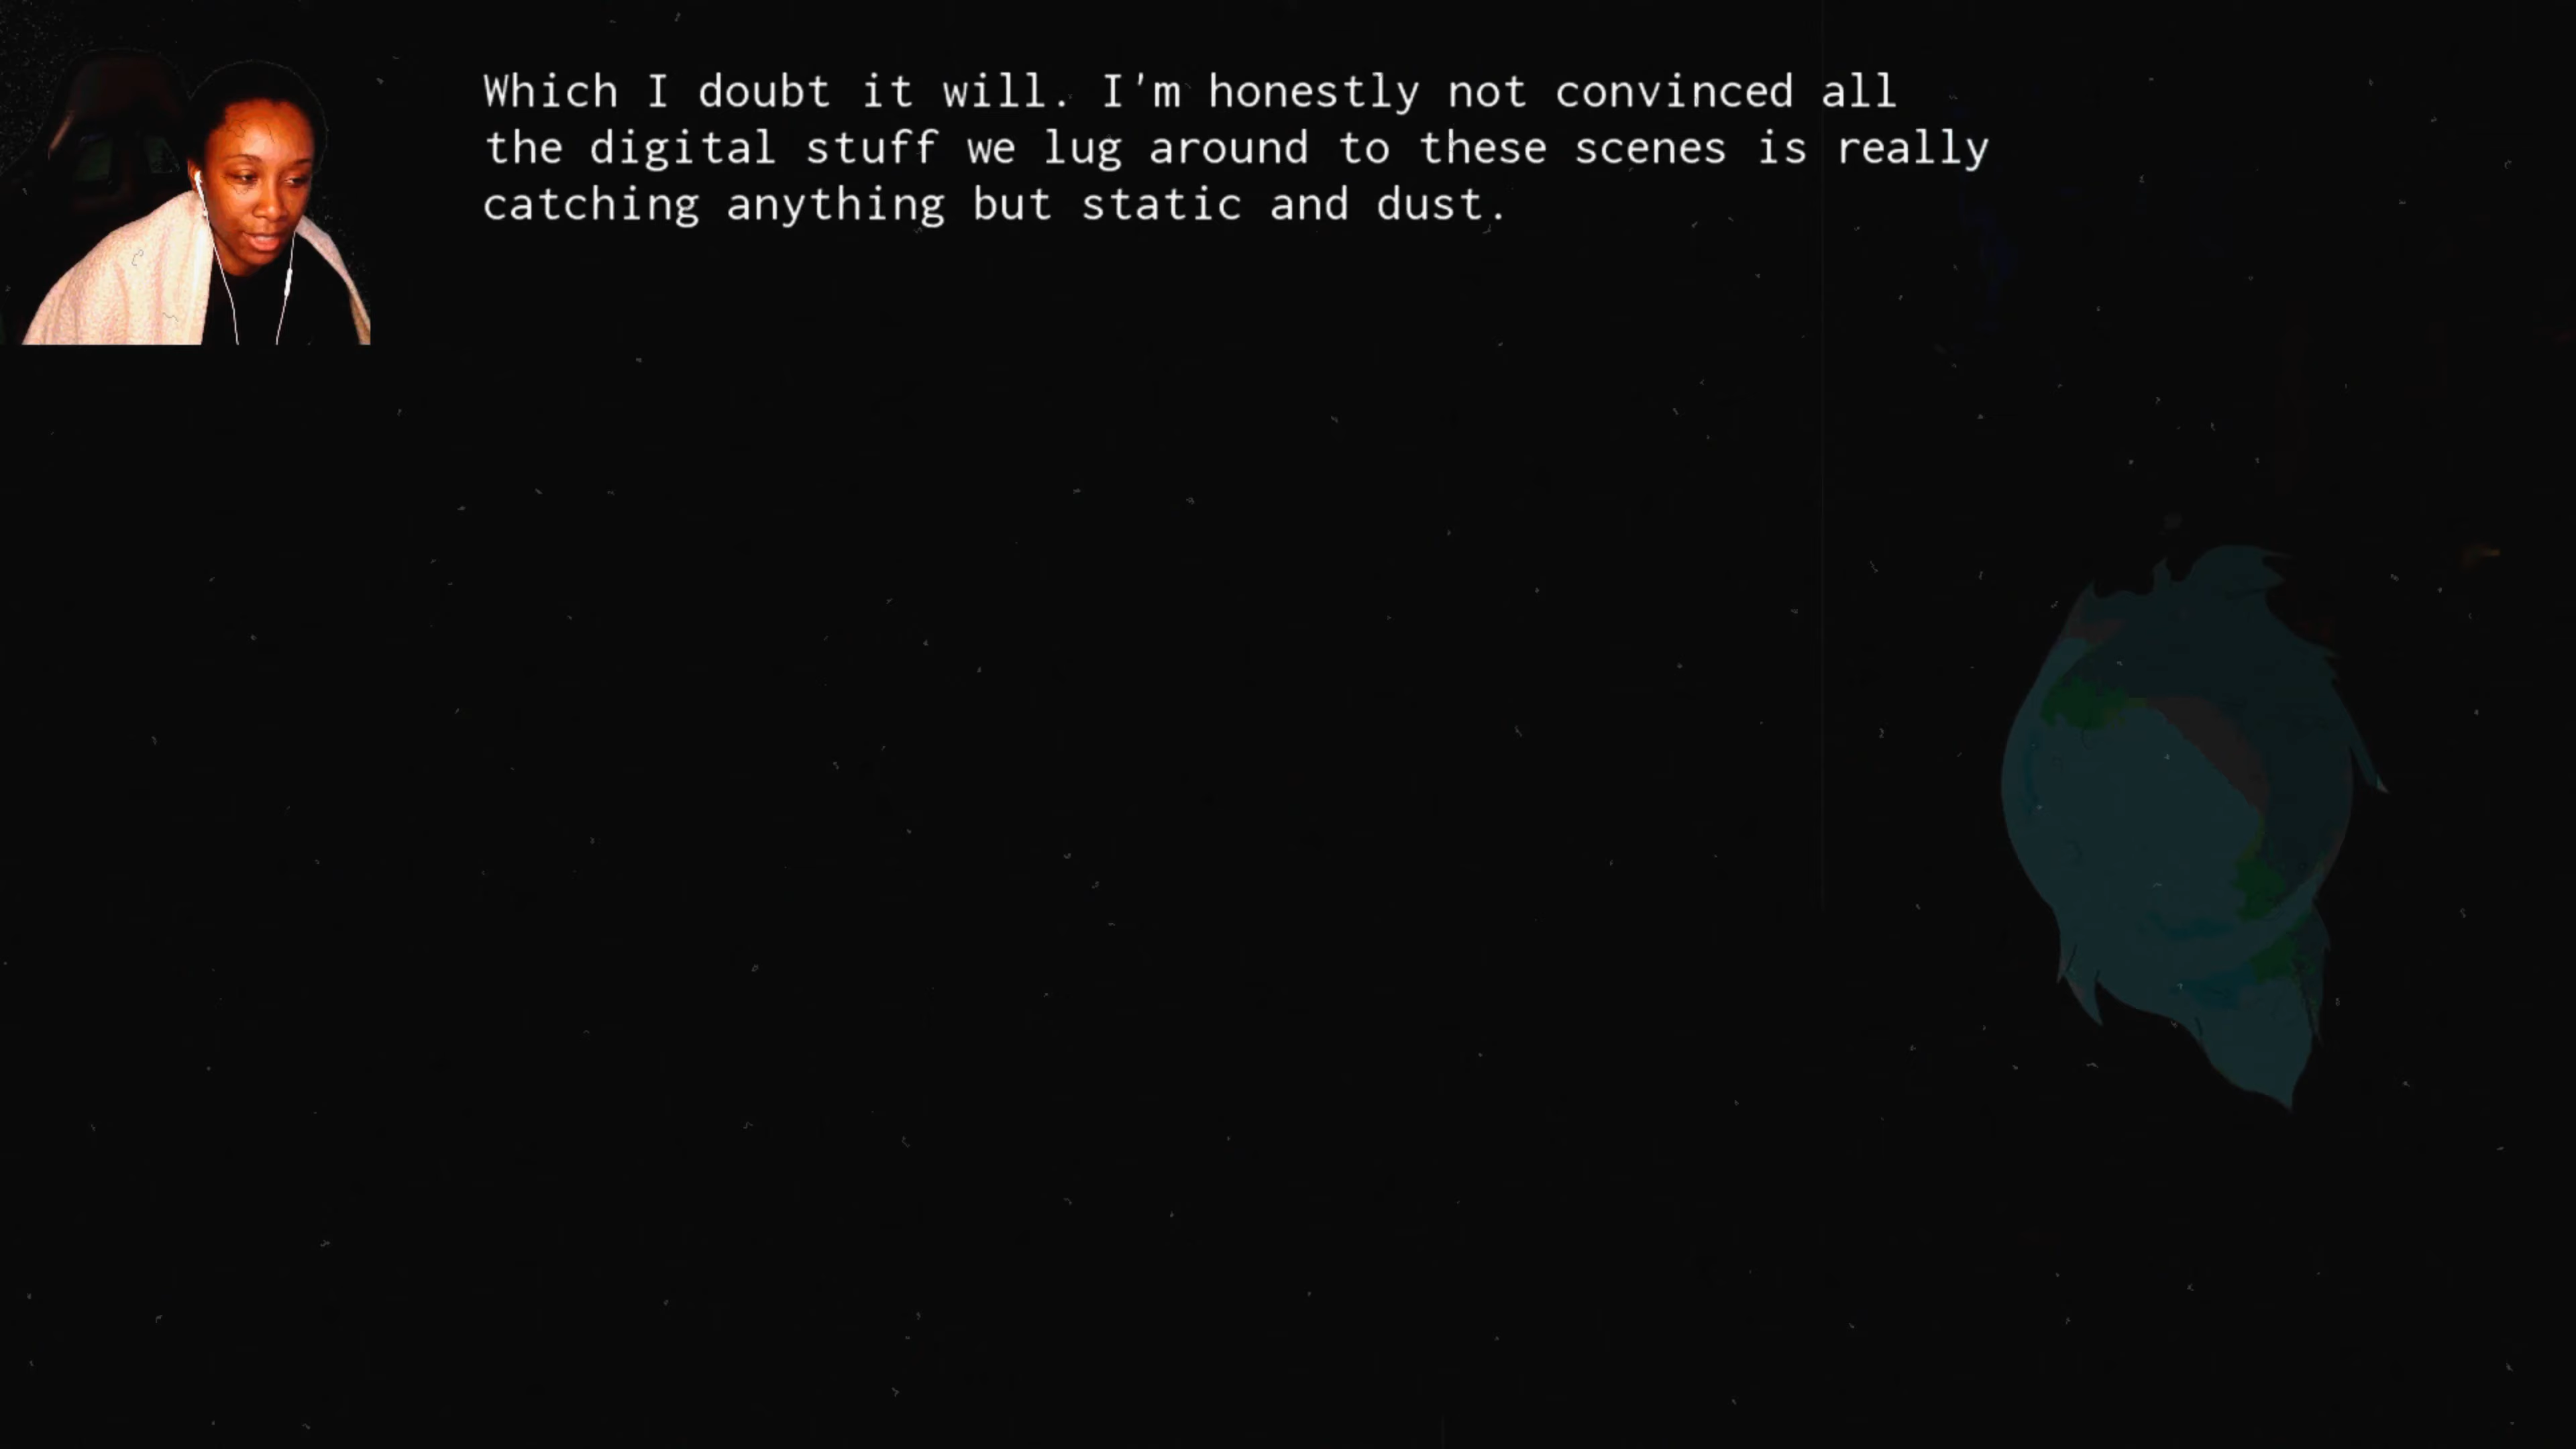 Which I doubt it will. I'm honestly not convinced all
the digital stuff we lug around to these scenes is really
catching anything but static and dust.